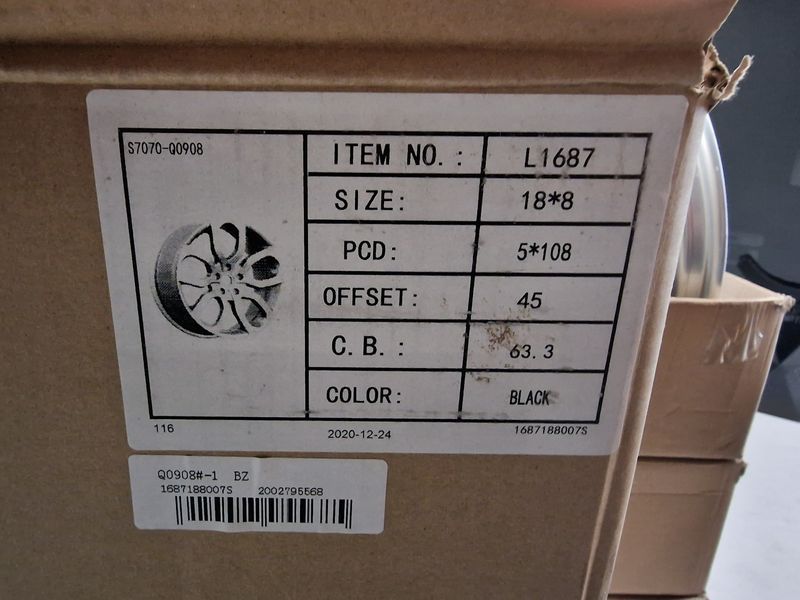 S7070-Q0908
ITEM NO. : L1687
SIZE: 18*8
PCD: 5*108
OFFSET: 45
C. B. : 63.3
COLOR: BLACK
116 2020-12-24 1687188007S
Q0908#-1 BZ
1687188007S 2002795568